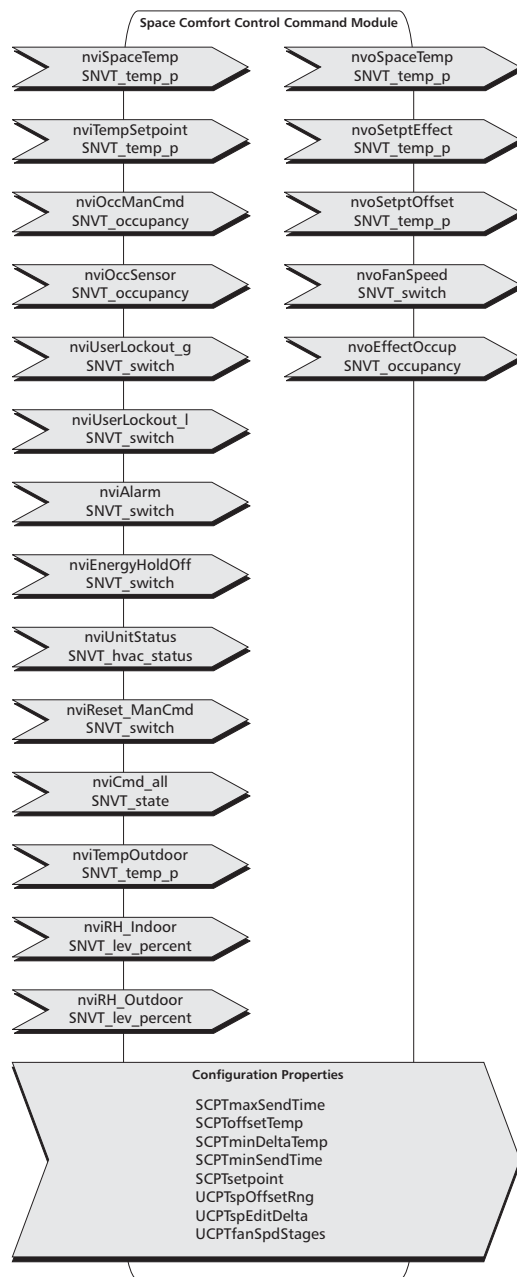 Space Comfort Control Command Module
nviSpaceTemp
SNVT_temp_p
nvoSpaceTemp
SNVT_temp_p
nviTempSetpoint
SNVT_temp_p
nvoSetptEffect
SNVT_temp_p
nviOccManCmd
SNVT_occupancy
nvoSetptOffset
SNVT_temp_p
nviOccSensor
SNVT_occupancy
nvoFanSpeed
SNVT_switch
nviUserLockout_g
SNVT_switch
nvoEffectOccup
SNVT_occupancy
nviUserLockout_l
SNVT_switch
nviAlarm
SNVT_switch
nviEnergyHoldOff
SNVT_switch
nviUnitStatus
SNVT_hvac_status
nviReset_ManCmd
SNVT_switch
nviCmd_all
SNVT_state
nviTempOutdoor
SNVT_temp_p
nviRH_Indoor
SNVT_lev_percent
nviRH_Outdoor
SNVT_lev_percent
Configuration Properties
SCPTmaxSendTime
SCPToffsetTemp
SCPTminDeltaTemp
SCPTminSendTime
SCPTsetpoint
UCPTspOffsetRng
UCPTspEditDelta
UCPTfanSpdStages